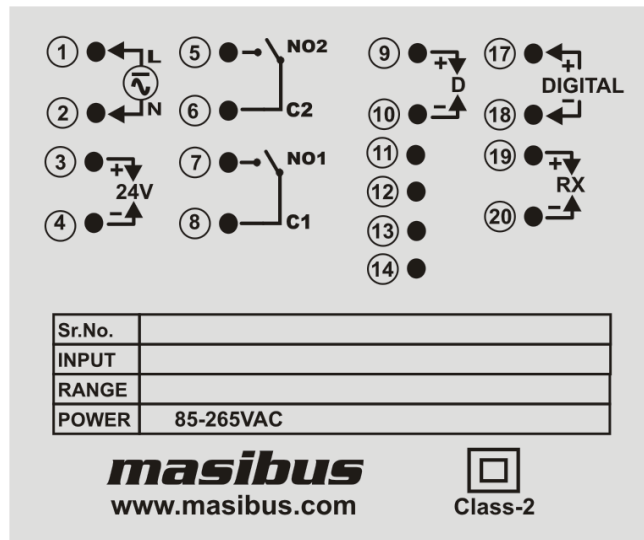 1 L 5 NO2 9 + 17 +
D DIGITAL
2 N 6 C2 10 − 18 −
3 + 7 NO1 11 19 +
24V 12 RX
4 − 8 C1 13 20 −
14
Sr.No.
INPUT
RANGE
POWER 85-265VAC
masibus
www.masibus.com
Class-2